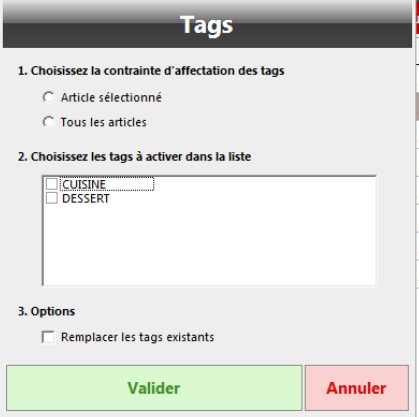 Tags
1. Choisissez la contrainte d'affectation des tags
Article sélectionné
Tous les articles
2. Choisissez les tags à activer dans la liste
CUISINE
DESSERT
3. Options
Remplacer les tags existants
Valider
Annuler